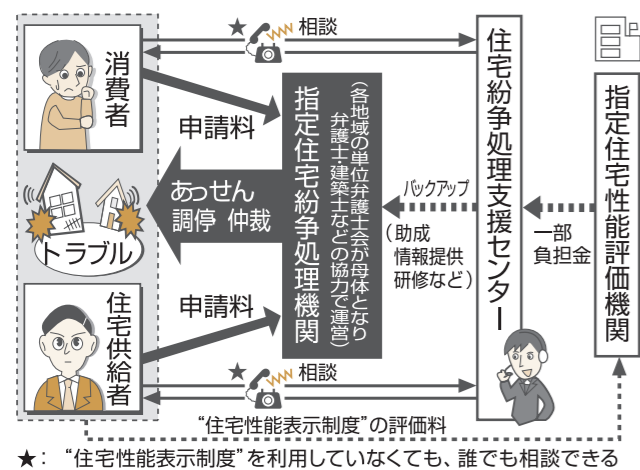 ★
相談
消費者
申請料
トラブル
あっせん
調停 仲裁
指定住宅紛争処理機関
（各地域の単位弁護士会が母体となり
弁護士・建築士などの協力で運営）
バックアップ
（助成
情報提供
研修など）
住宅紛争処理支援センター
一部
負担金
指定住宅性能評価機関
住宅供給者
申請料
★
相談
“住宅性能表示制度”の評価料
★： “住宅性能表示制度”を利用していなくても、誰でも相談できる